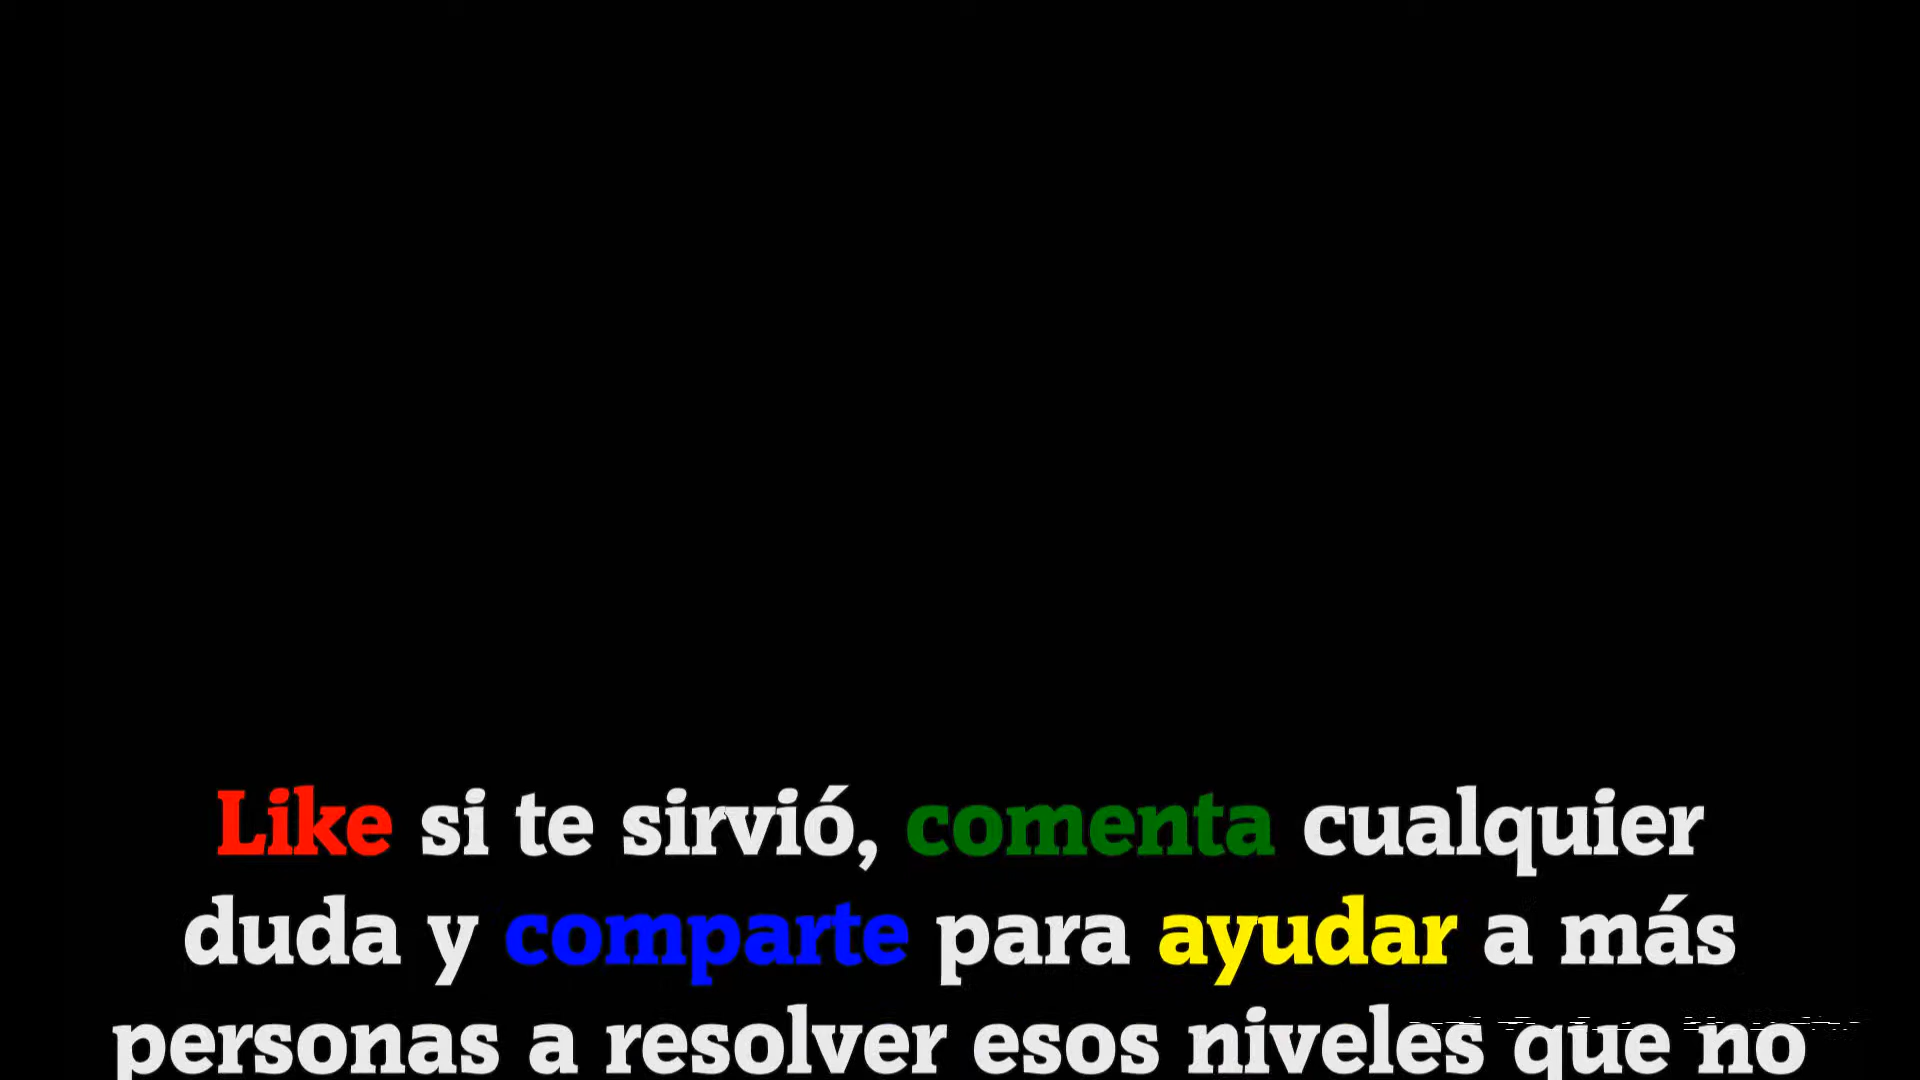 Like si te sirvió, comenta cualquier
duda y comparte para ayudar a más
personas a resolver esos niveles que no